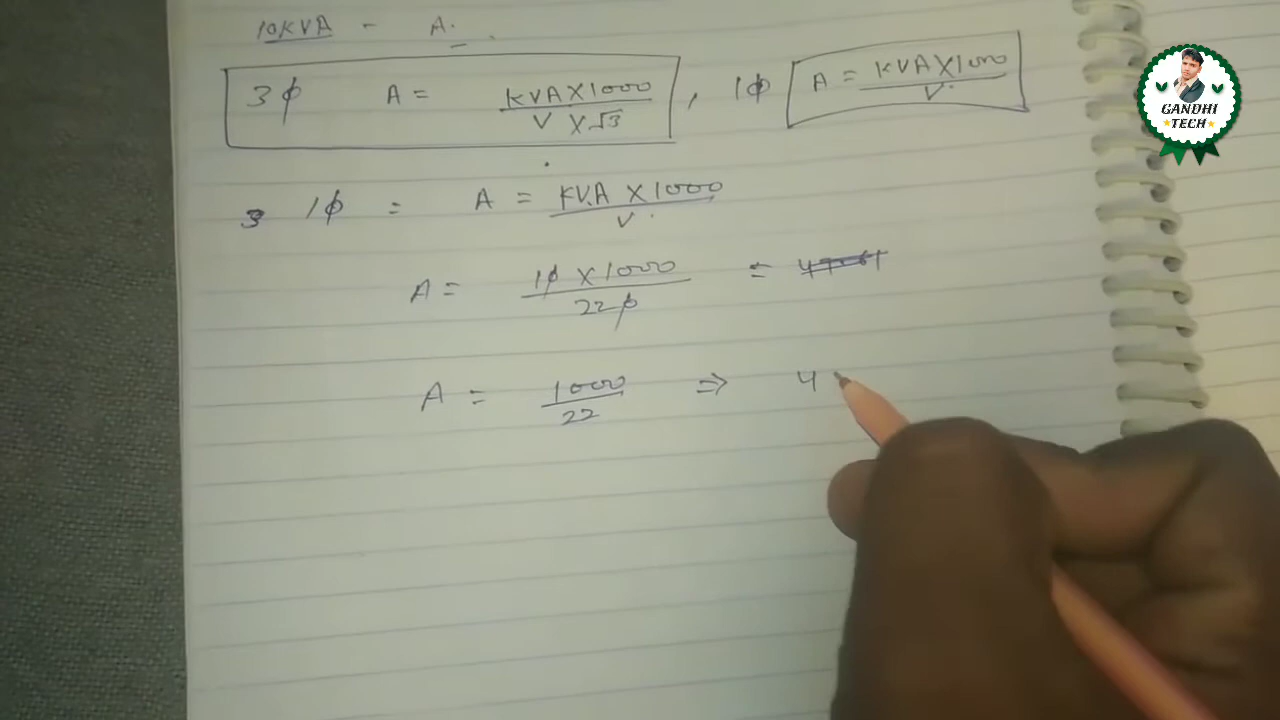 10KVA - A.
3φ A = KVA×1000 / V×√3 , 1φ A = KVA×1000 / V
GANDHI
TECH
3 1φ = A = KVA×1000 / V
A = 10×1000 / 220 =
A = 1000 / 22 ⇒ 4